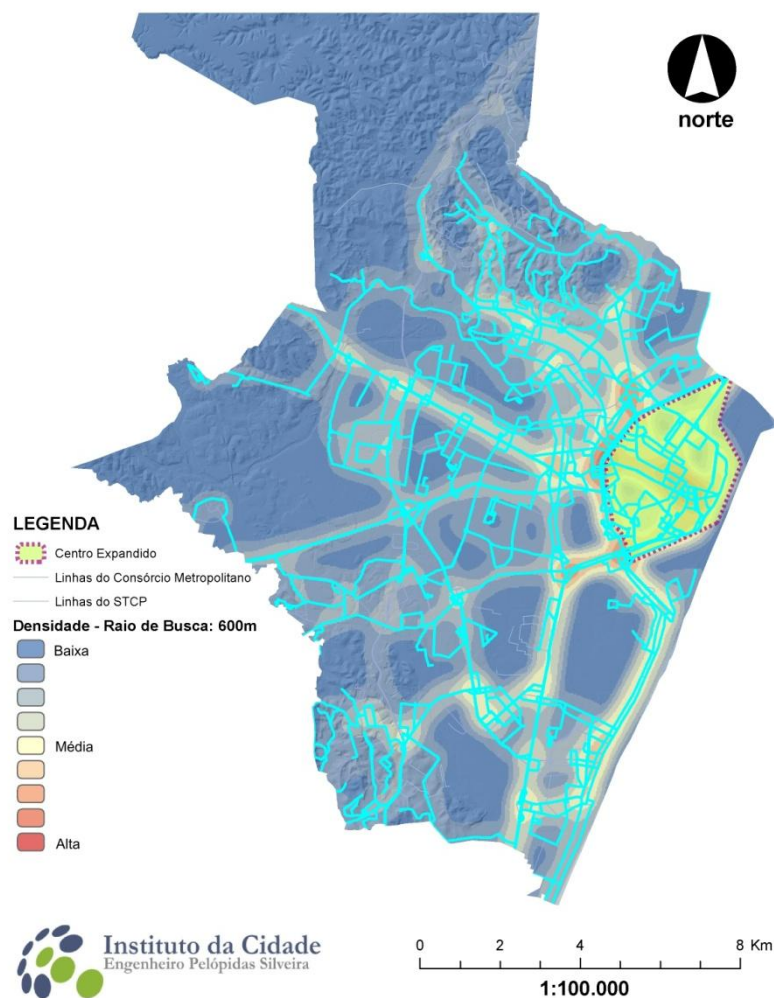 norte
LEGENDA
Centro Expandido
Linhas do Consórcio Metropolitano
Linhas do STCP
Densidade - Raio de Busca: 600m
Baixa
Média
Alta
Instituto da Cidade
Engenheiro Pelópidas Silveira
0 2 4 8 Km
1:100.000